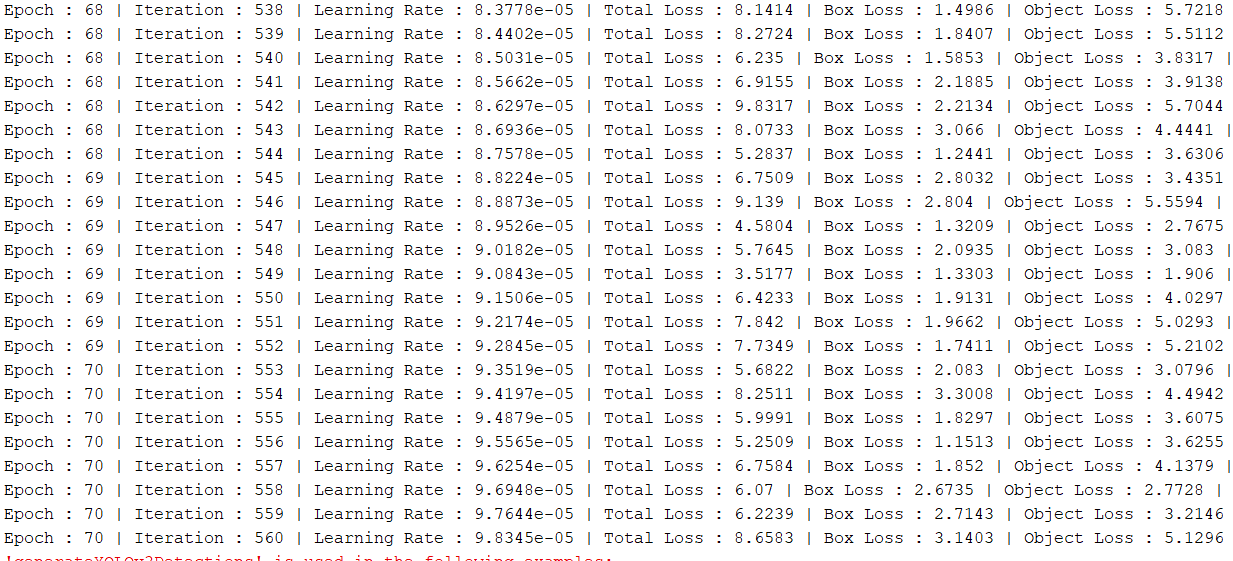 Epoch : 68 | Iteration : 538 | Learning Rate : 8.3778e-05 | Total Loss : 8.1414 | Box Loss : 1.4986 | Object Loss : 5.7218
Epoch : 68 | Iteration : 539 | Learning Rate : 8.4402e-05 | Total Loss : 8.2724 | Box Loss : 1.8407 | Object Loss : 5.5112
Epoch : 68 | Iteration : 540 | Learning Rate : 8.5031e-05 | Total Loss : 6.235 | Box Loss : 1.5853 | Object Loss : 3.8317 |
Epoch : 68 | Iteration : 541 | Learning Rate : 8.5662e-05 | Total Loss : 6.9155 | Box Loss : 2.1885 | Object Loss : 3.9138
Epoch : 68 | Iteration : 542 | Learning Rate : 8.6297e-05 | Total Loss : 9.8317 | Box Loss : 2.2134 | Object Loss : 5.7044
Epoch : 68 | Iteration : 543 | Learning Rate : 8.6936e-05 | Total Loss : 8.0733 | Box Loss : 3.066 | Object Loss : 4.4441 |
Epoch : 68 | Iteration : 544 | Learning Rate : 8.7578e-05 | Total Loss : 5.2837 | Box Loss : 1.2441 | Object Loss : 3.6306
Epoch : 69 | Iteration : 545 | Learning Rate : 8.8224e-05 | Total Loss : 6.7509 | Box Loss : 2.8032 | Object Loss : 3.4351
Epoch : 69 | Iteration : 546 | Learning Rate : 8.8873e-05 | Total Loss : 9.139 | Box Loss : 2.804 | Object Loss : 5.5594 |
Epoch : 69 | Iteration : 547 | Learning Rate : 8.9526e-05 | Total Loss : 4.5804 | Box Loss : 1.3209 | Object Loss : 2.7675
Epoch : 69 | Iteration : 548 | Learning Rate : 9.0182e-05 | Total Loss : 5.7645 | Box Loss : 2.0935 | Object Loss : 3.083 |
Epoch : 69 | Iteration : 549 | Learning Rate : 9.0843e-05 | Total Loss : 3.5177 | Box Loss : 1.3303 | Object Loss : 1.906 |
Epoch : 69 | Iteration : 550 | Learning Rate : 9.1506e-05 | Total Loss : 6.4233 | Box Loss : 1.9131 | Object Loss : 4.0297
Epoch : 69 | Iteration : 551 | Learning Rate : 9.2174e-05 | Total Loss : 7.842 | Box Loss : 1.9662 | Object Loss : 5.0293 |
Epoch : 69 | Iteration : 552 | Learning Rate : 9.2845e-05 | Total Loss : 7.7349 | Box Loss : 1.7411 | Object Loss : 5.2102
Epoch : 70 | Iteration : 553 | Learning Rate : 9.3519e-05 | Total Loss : 5.6822 | Box Loss : 2.083 | Object Loss : 3.0796 |
Epoch : 70 | Iteration : 554 | Learning Rate : 9.4197e-05 | Total Loss : 8.2511 | Box Loss : 3.3008 | Object Loss : 4.4942
Epoch : 70 | Iteration : 555 | Learning Rate : 9.4879e-05 | Total Loss : 5.9991 | Box Loss : 1.8297 | Object Loss : 3.6075
Epoch : 70 | Iteration : 556 | Learning Rate : 9.5565e-05 | Total Loss : 5.2509 | Box Loss : 1.1513 | Object Loss : 3.6255
Epoch : 70 | Iteration : 557 | Learning Rate : 9.6254e-05 | Total Loss : 6.7584 | Box Loss : 1.852 | Object Loss : 4.1379 |
Epoch : 70 | Iteration : 558 | Learning Rate : 9.6948e-05 | Total Loss : 6.07 | Box Loss : 2.6735 | Object Loss : 2.7728 |
Epoch : 70 | Iteration : 559 | Learning Rate : 9.7644e-05 | Total Loss : 6.2239 | Box Loss : 2.7143 | Object Loss : 3.2146
Epoch : 70 | Iteration : 560 | Learning Rate : 9.8345e-05 | Total Loss : 8.6583 | Box Loss : 3.1403 | Object Loss : 5.1296
is used in the following examples: